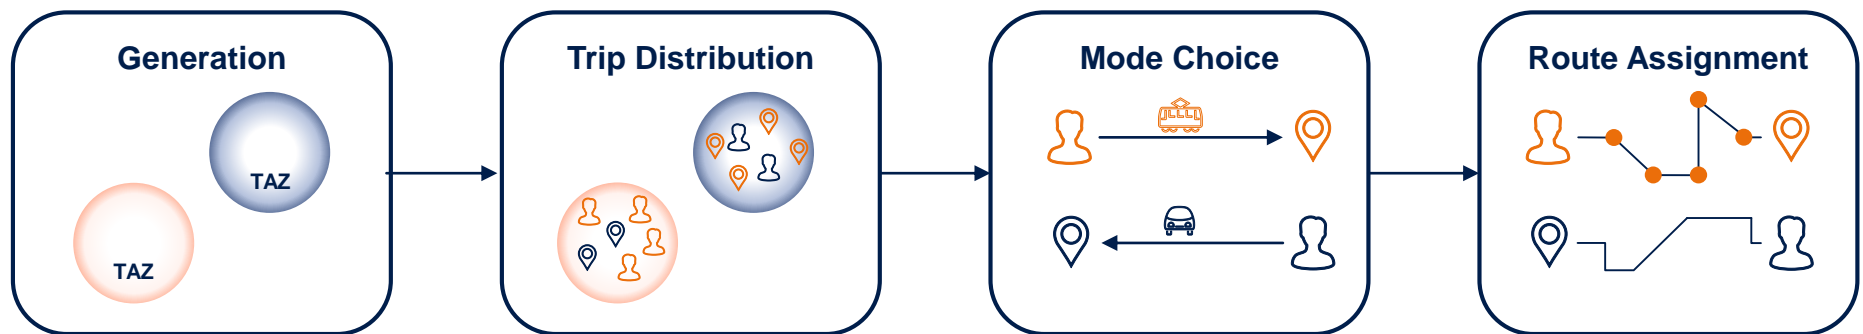 Generation
TAZ
TAZ
Trip Distribution
Mode Choice
Route Assignment